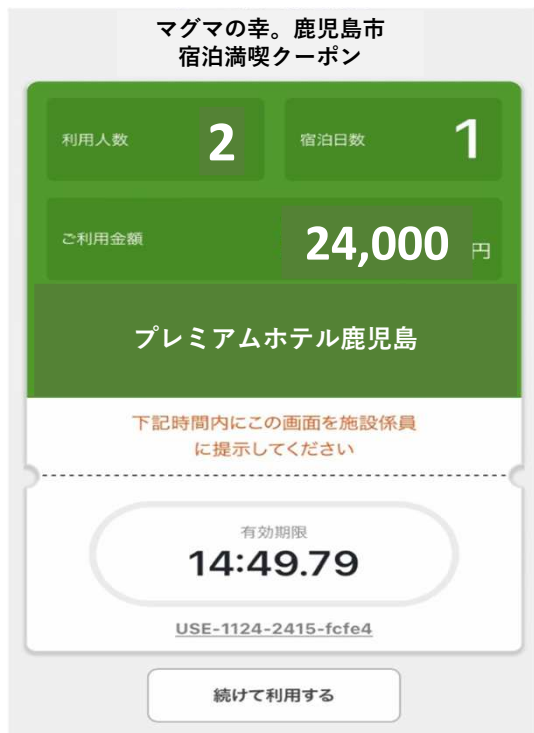 マグマの幸。鹿児島市
宿泊満喫クーポン
利用人数 2 宿泊日数 1
ご利用金額 24,000 円
プレミアムホテル鹿児島
下記時間内にこの画面を施設係員
に提示してください
有効期限
14:49.79
USE-1124-2415-fcfe4
続けて利用する